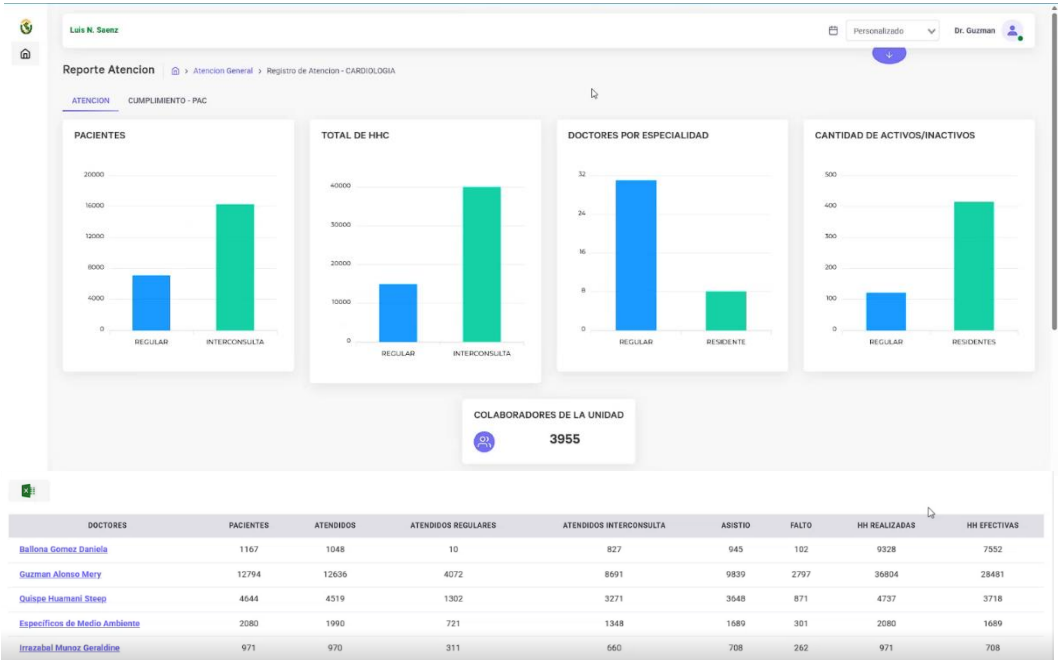 Luis N. Saenz
Personalizado
Dr. Guzman
Reporte Atencion
> Atencion General > Registro de Atencion - CARDIOLOGIA
ATENCION CUMPLIMIENTO - PAC
PACIENTES
20000
16000
12000
8000
4000
0
REGULAR INTERCONSULTA
TOTAL DE HHC
40000
30000
20000
10000
0
REGULAR INTERCONSULTA
DOCTORES POR ESPECIALIDAD
32
24
16
8
0
REGULAR RESIDENTE
CANTIDAD DE ACTIVOS/INACTIVOS
500
400
300
200
100
0
REGULAR RESIDENTES
COLABORADORES DE LA UNIDAD
3955
DOCTORES PACIENTES ATENDIDOS ATENDIDOS REGULARES ATENDIDOS INTERCONSULTA ASISTIO FALTO HH REALIZADAS HH EFECTIVAS
Ballona Gomez Daniela 1167 1048 10 827 945 102 9328 7552
Guzman Alonso Mery 12794 12636 4072 8691 9839 2797 36804 28481
Quispe Huamani Steep 4644 4519 1302 3271 3648 871 4737 3718
Específicos de Medio Ambiente 2080 1990 721 1348 1689 301 2080 1689
Irrazabal Munoz Geraldine 971 970 311 660 708 262 971 708